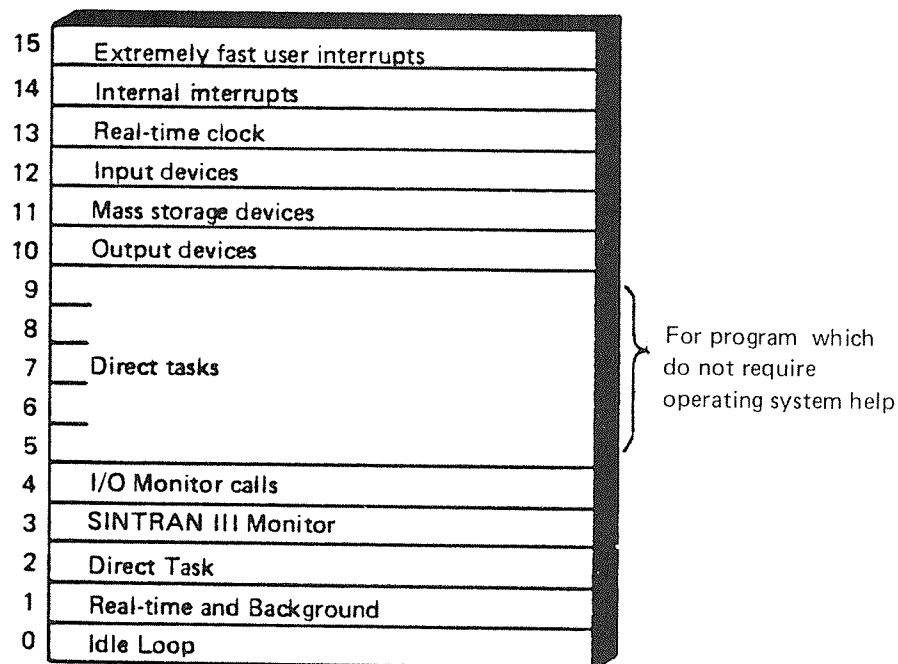 15 Extremely fast user interrupts
14 Internal interrupts
13 Real-time clock
12 Input devices
11 Mass storage devices
10 Output devices
9
8
7 Direct tasks
6
5
For program which
do not require
operating system help
4 I/O Monitor calls
3 SINTRAN III Monitor
2 Direct Task
1 Real-time and Background
0 Idle Loop